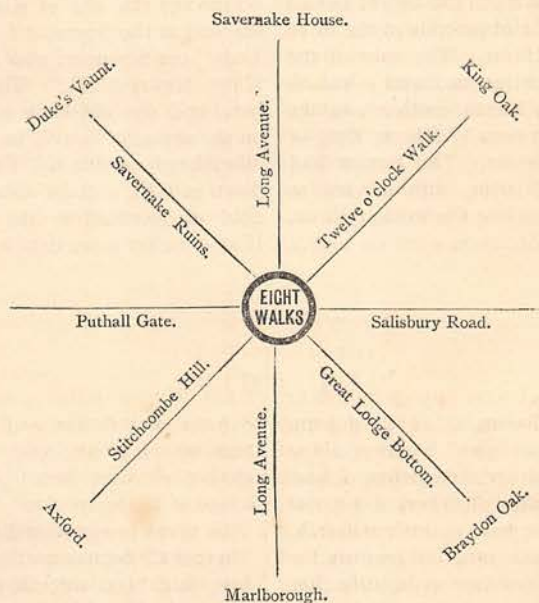 Savernake House.
Duke's Vaunt.
King Oak.
Savernake Ruins.
Long Avenue.
Twelve o'clock Walk.
EIGHT
WALKS
Puthall Gate.
Salisbury Road.
Stitchcombe Hill.
Long Avenue.
Great Lodge Bottom.
Axford
Braydon Oak.
Marlborough.